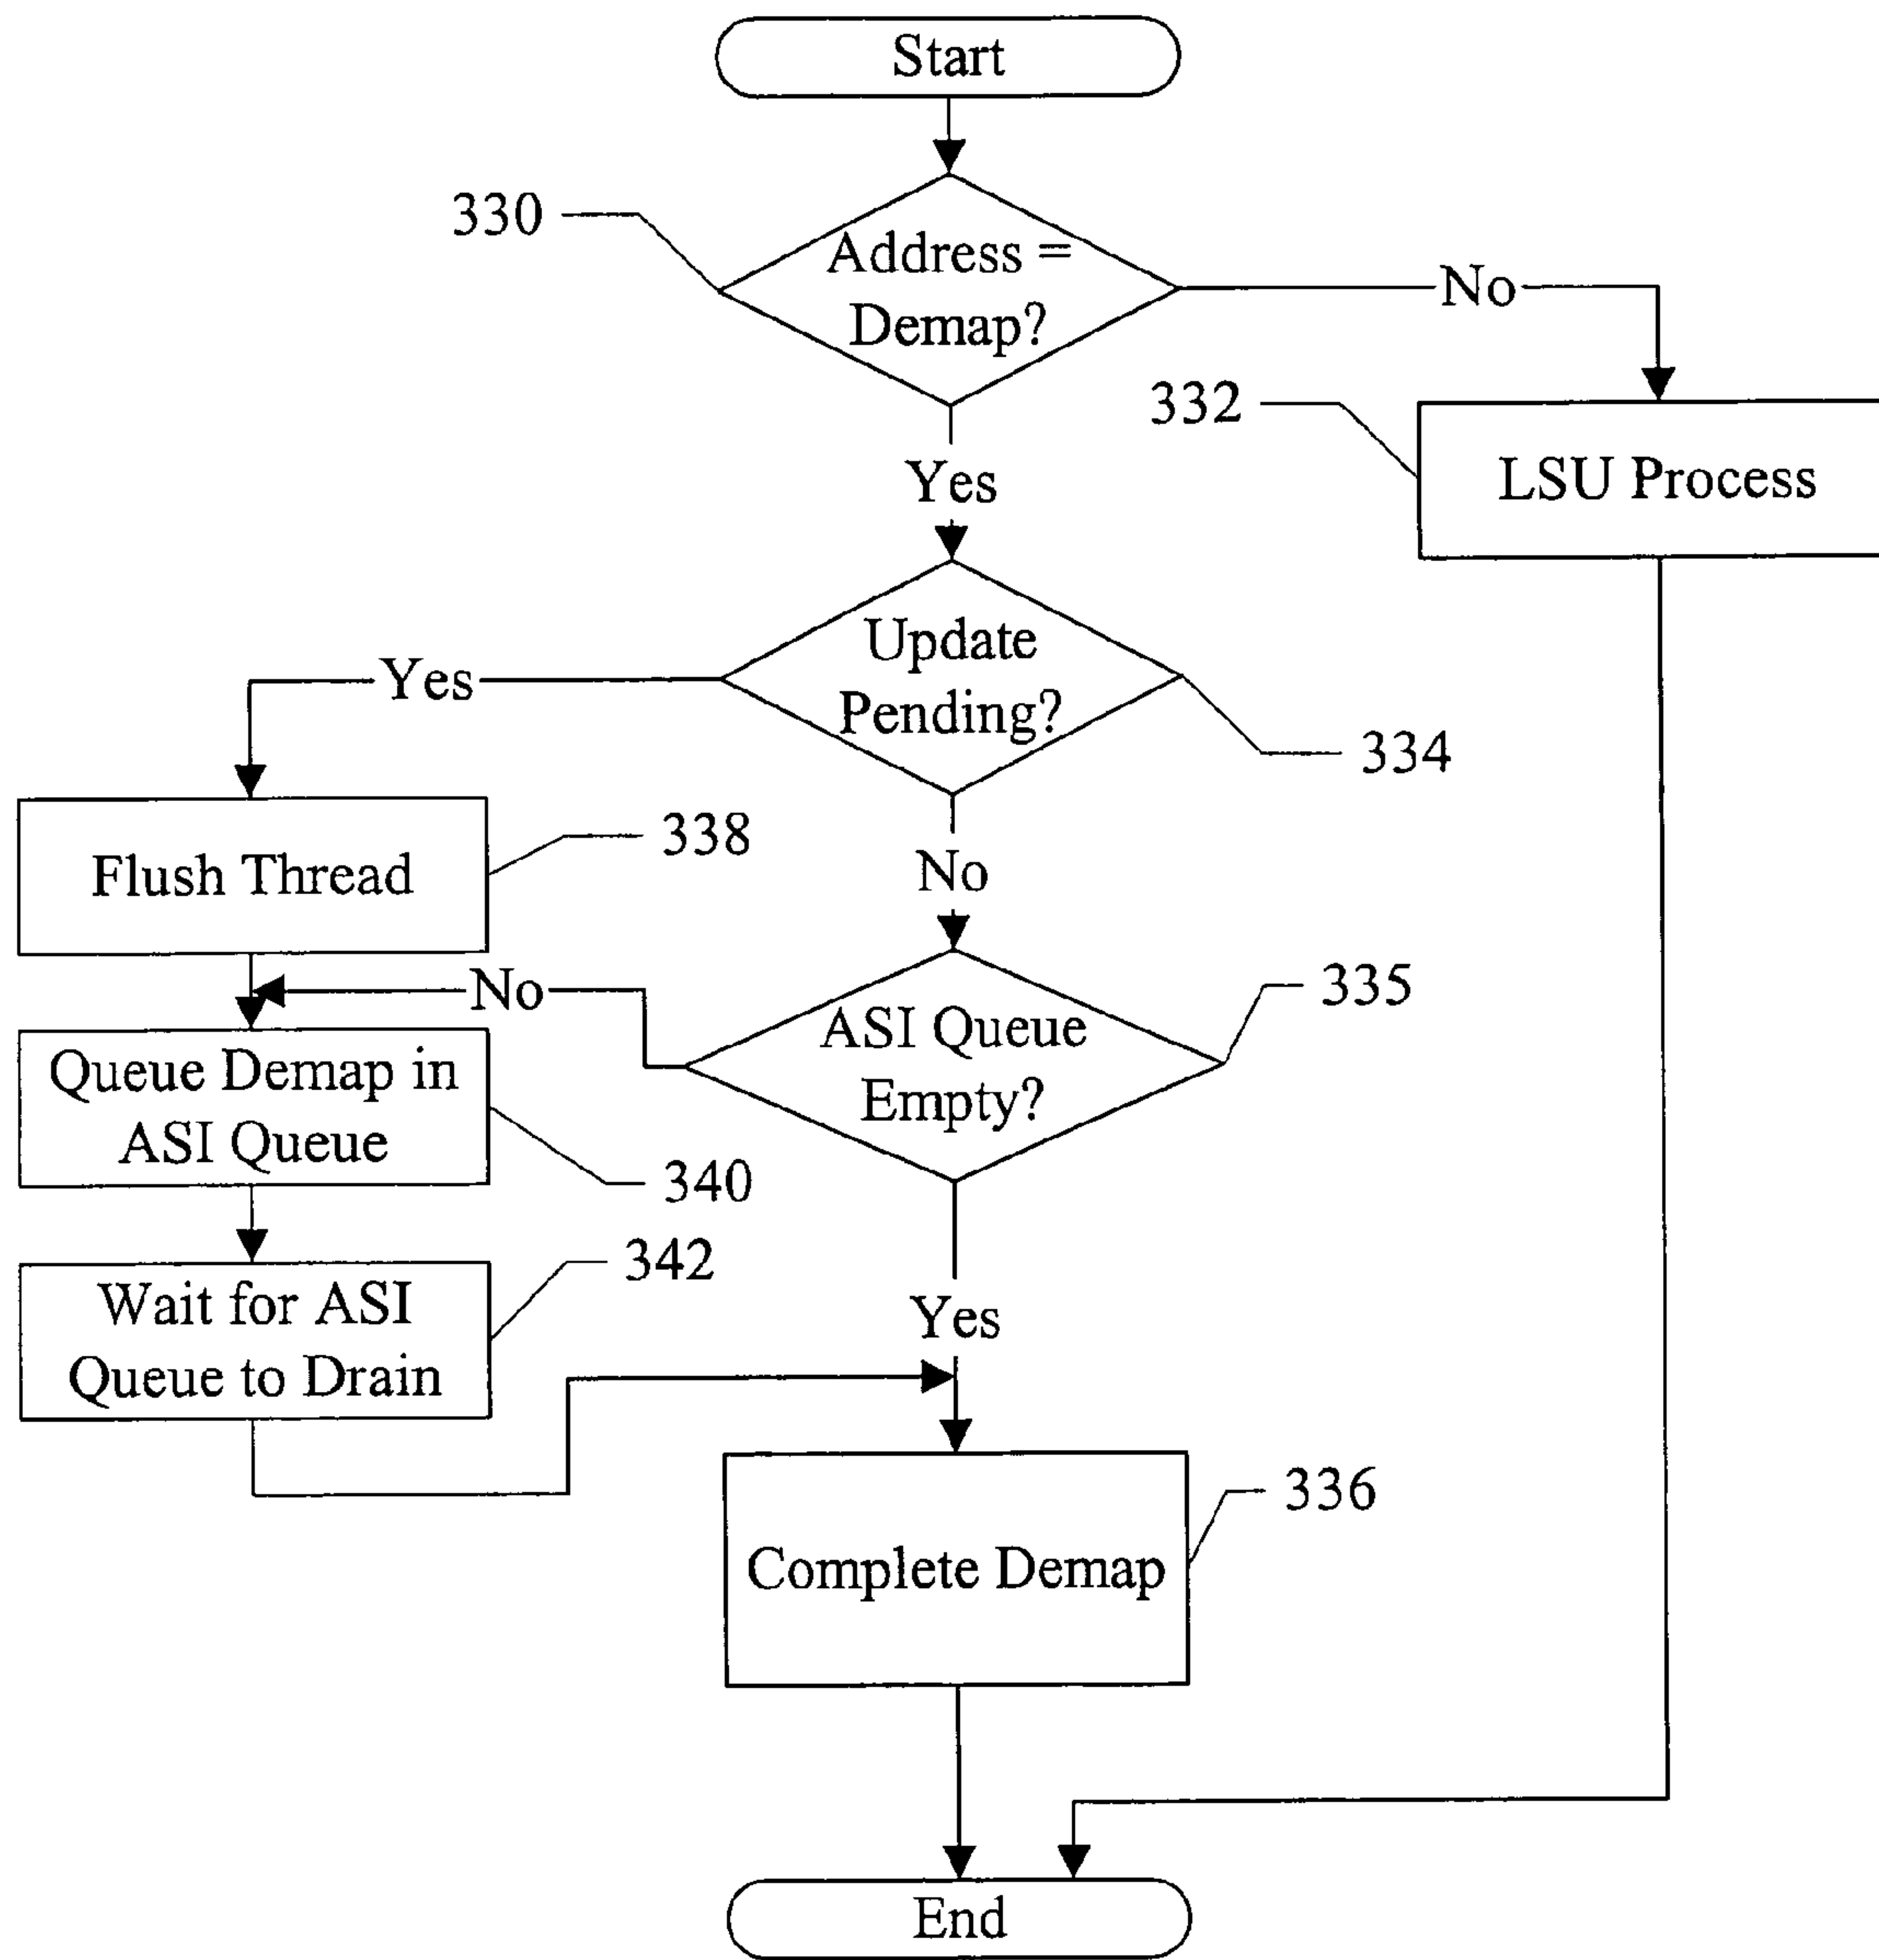 Start
330
Address =
Demap?
No
332
LSU Process
Yes
Update
Pending?
Yes
334
338
Flush Thread
No
No
335
ASI Queue
Empty?
Queue Demap in
ASI Queue
340
342
Wait for ASI
Queue to Drain
Yes
336
Complete Demap
End